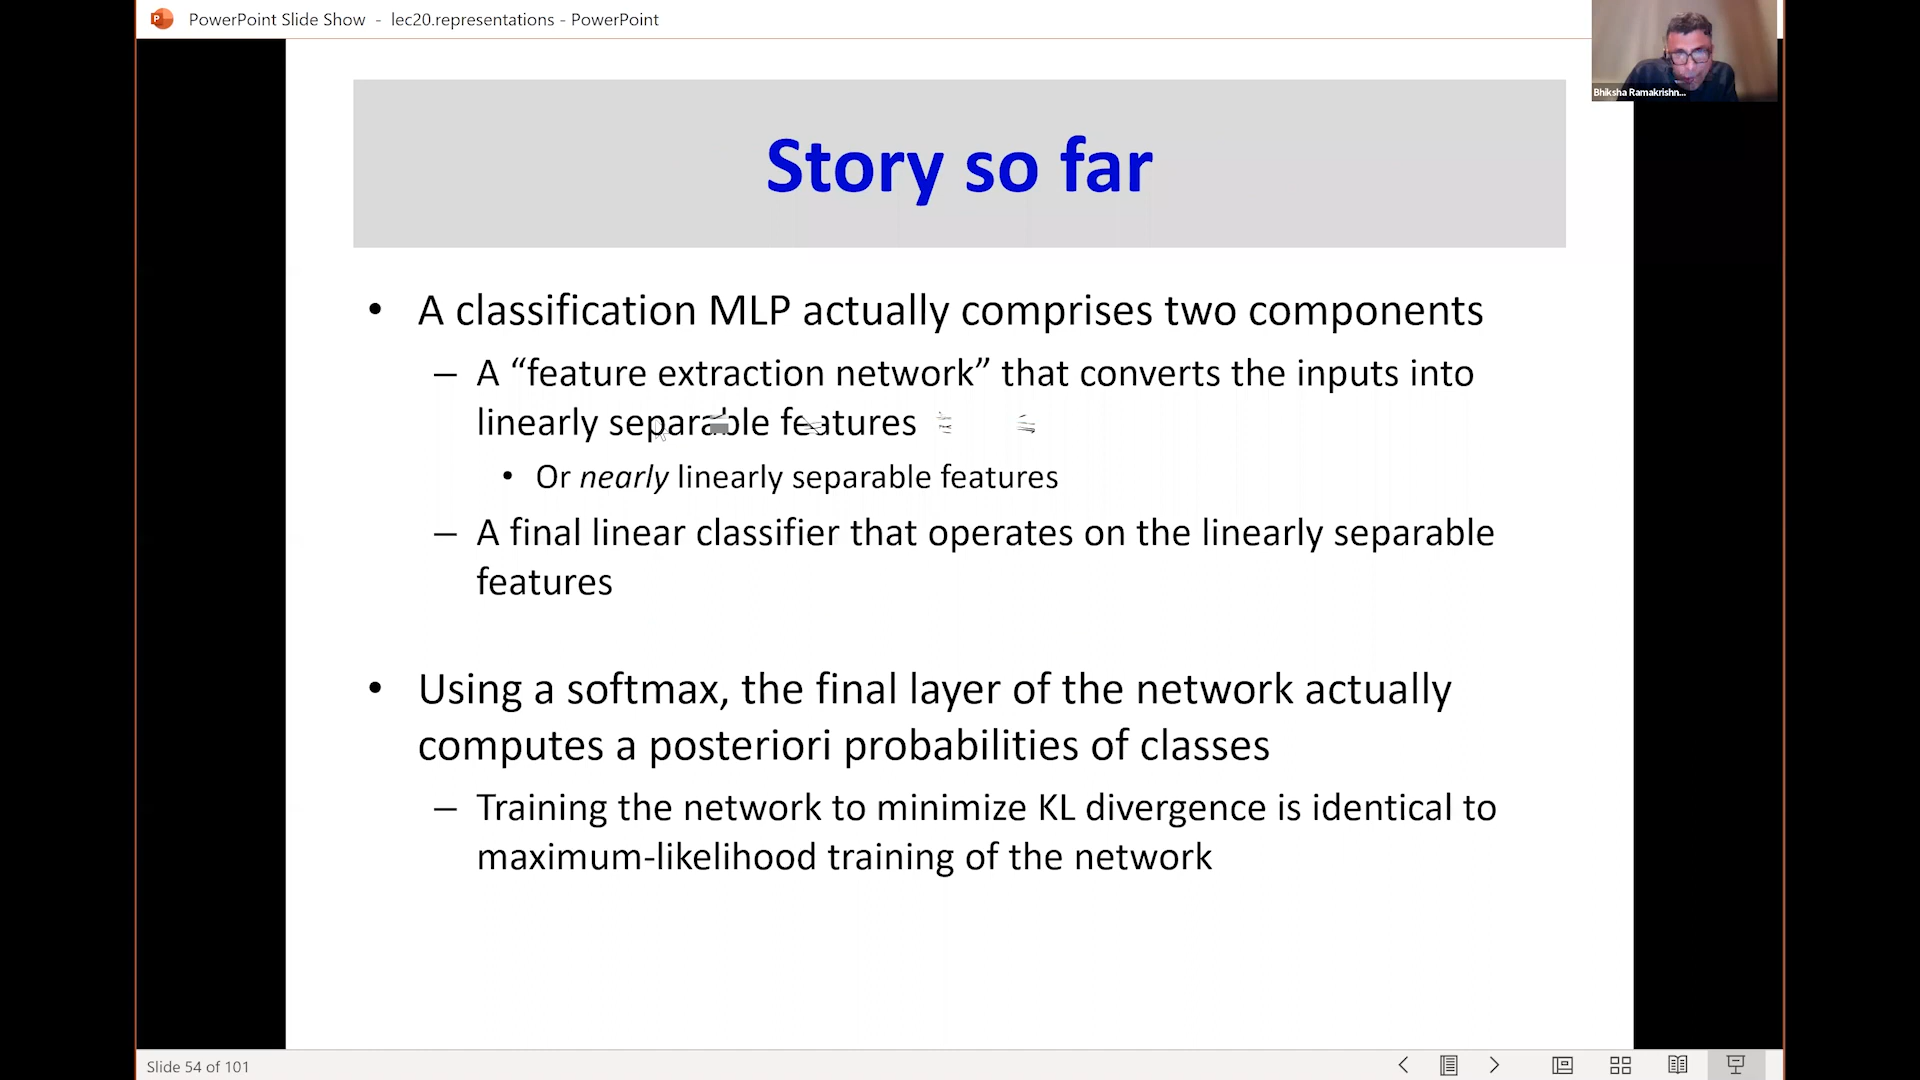 PowerPoint Slide Show - lec20.representations - PowerPoint
Bhiksha Ramakrishn...
Story so far
• A classification MLP actually comprises two components
– A “feature extraction network” that converts the inputs into
linearly separable features
• Or nearly linearly separable features
– A final linear classifier that operates on the linearly separable
features
• Using a softmax, the final layer of the network actually
computes a posteriori probabilities of classes
– Training the network to minimize KL divergence is identical to
maximum-likelihood training of the network
Slide 54 of 101